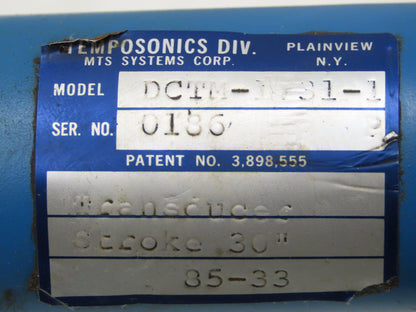 TEMPOSONICS DIV. PLAINVIEW
MTS SYSTEMS CORP. N.Y.
MODEL
SER. NO. 0186
PATENT NO. 3,898,555
Transducer
Stroke 30"
85-33